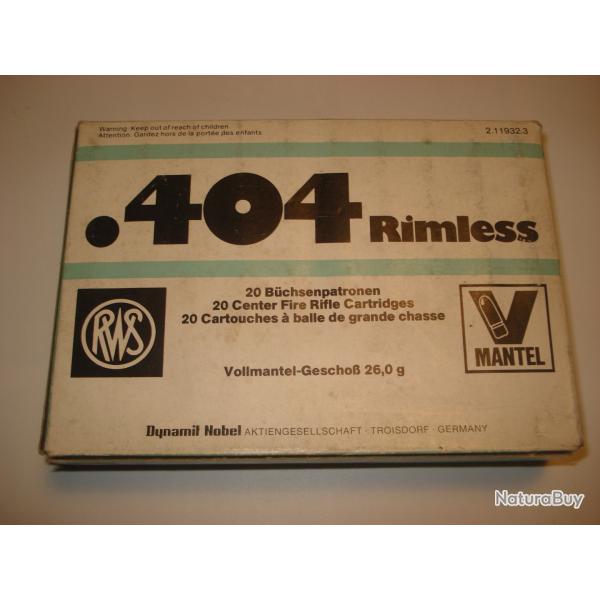 Warning: Keep out of reach of children
Attention: Gardez hors de la portée des enfants
2.11932.3
.404 Rimless
20 Büchsenpatronen
20 Center Fire Rifle Cartridges
20 Cartouches à balle de grande chasse
RWS
V
MANTEL
Vollmantel-Geschoß 26,0 g
Dynamit Nobel AKTIENGESELLSCHAFT · TROISDORF · GERMANY
NaturaBuy